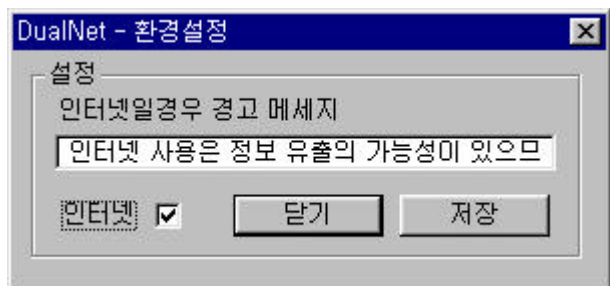 DualNet - 환경설정
설정
인터넷일경우 경고 메세지
인터넷 사용은 정보 유출의 가능성이 있으므
인터넷 닫기 저장